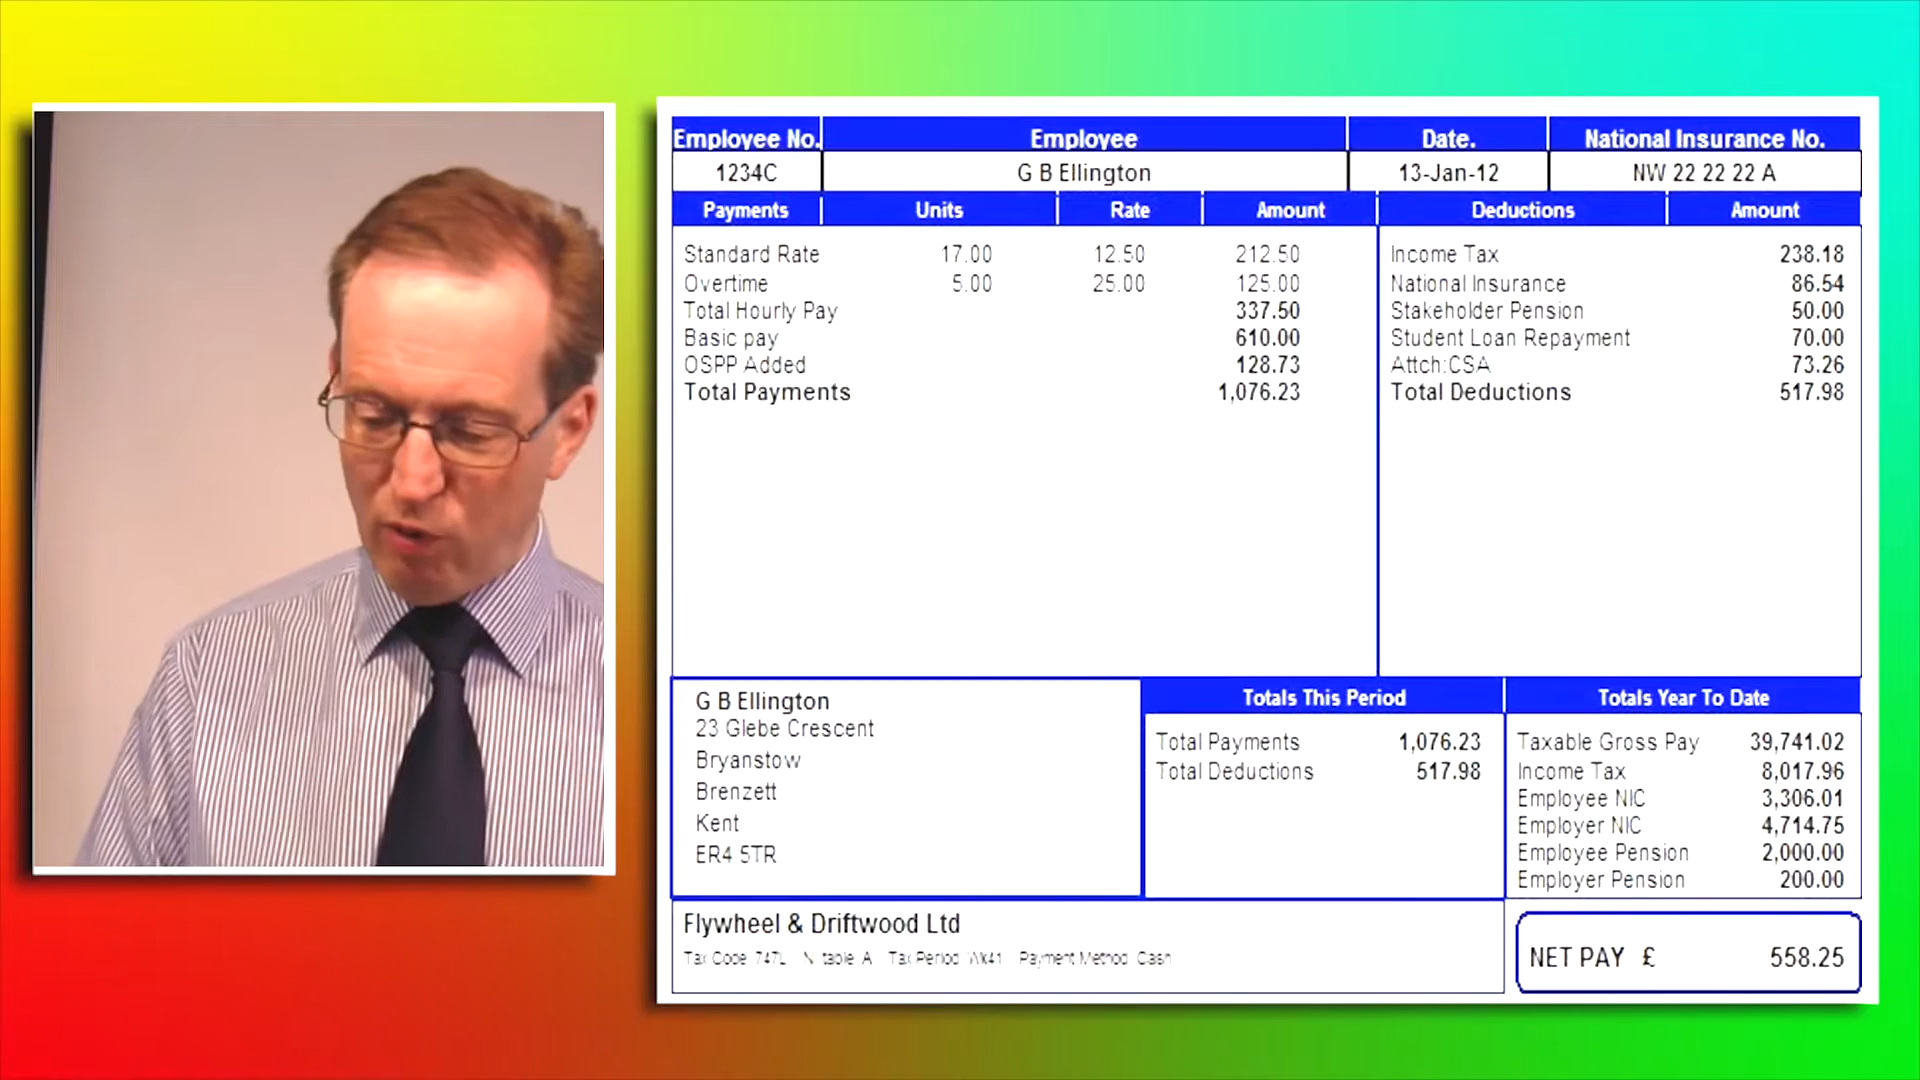 Employee No. Employee Date. National Insurance No.
1234C G B Ellington 13-Jan-12 NW 22 22 22 A
Payments Units Rate Amount Deductions Amount
Standard Rate 17.00 12.50 212.50 Income Tax 238.18
Overtime 5.00 25.00 125.00 National Insurance 86.54
Total Hourly Pay 337.50 Stakeholder Pension 50.00
Basic pay 610.00 Student Loan Repayment 70.00
OSPP Added 128.73 Attch:CSA 73.26
Total Payments 1,076.23 Total Deductions 517.98
G B Ellington
23 Glebe Crescent
Bryanstow
Brenzett
Kent
ER4 5TR
Totals This Period
Total Payments 1,076.23
Total Deductions 517.98
Totals Year To Date
Taxable Gross Pay 39,741.02
Income Tax 8,017.96
Employee NIC 3,306.01
Employer NIC 4,714.75
Employee Pension 2,000.00
Employer Pension 200.00
Flywheel & Driftwood Ltd
Tax Code 747L table A Tax Period Wk41 Payment Method Cash
NET PAY £ 558.25